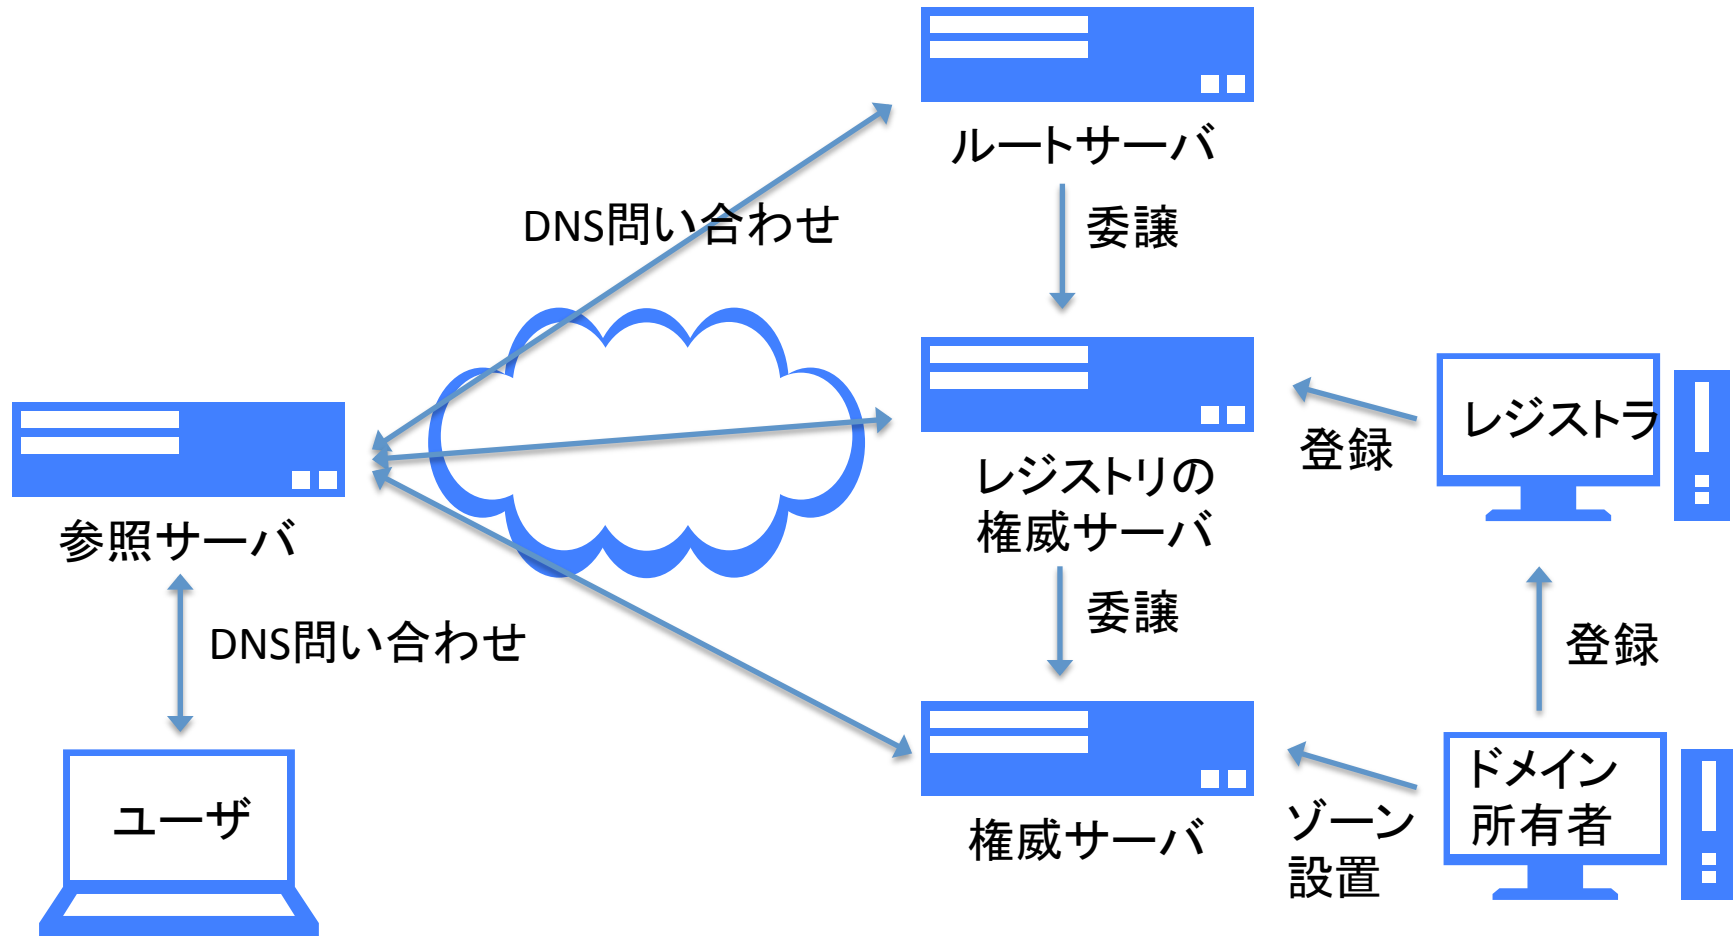 ルートサーバ
DNS問い合わせ
委譲
レジストラ
登録
レジストリの
権威サーバ
参照サーバ
委譲
DNS問い合わせ
登録
ドメイン
所有者
ユーザ
権威サーバ
ゾーン
設置